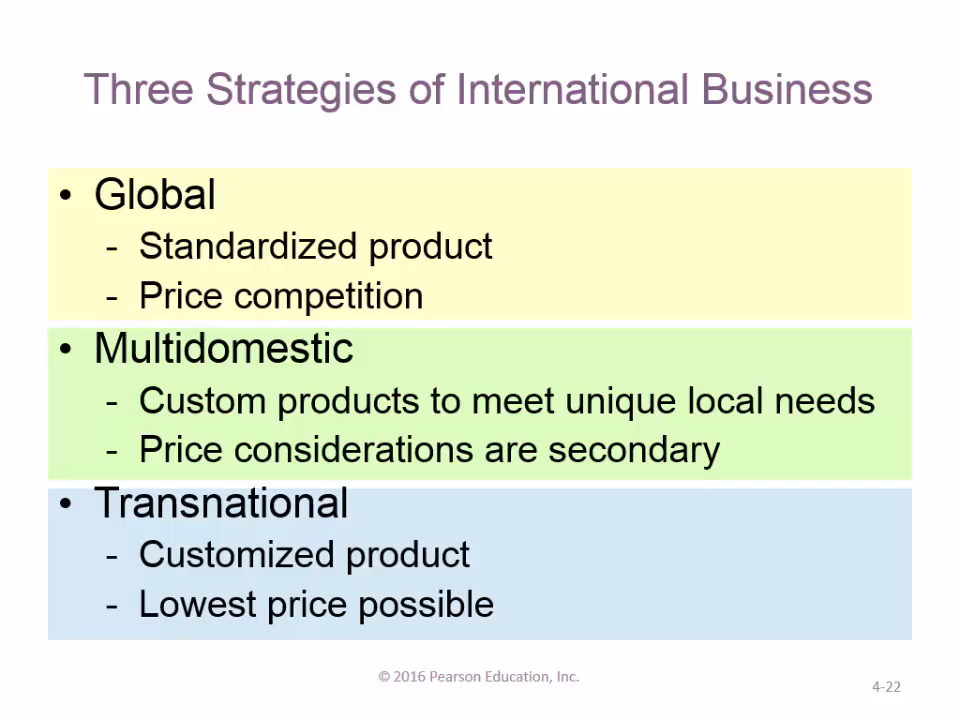 Three Strategies of International Business
• Global
- Standardized product
- Price competition
• Multidomestic
- Custom products to meet unique local needs
- Price considerations are secondary
• Transnational
- Customized product
- Lowest price possible
© 2016 Pearson Education, Inc.
4-22